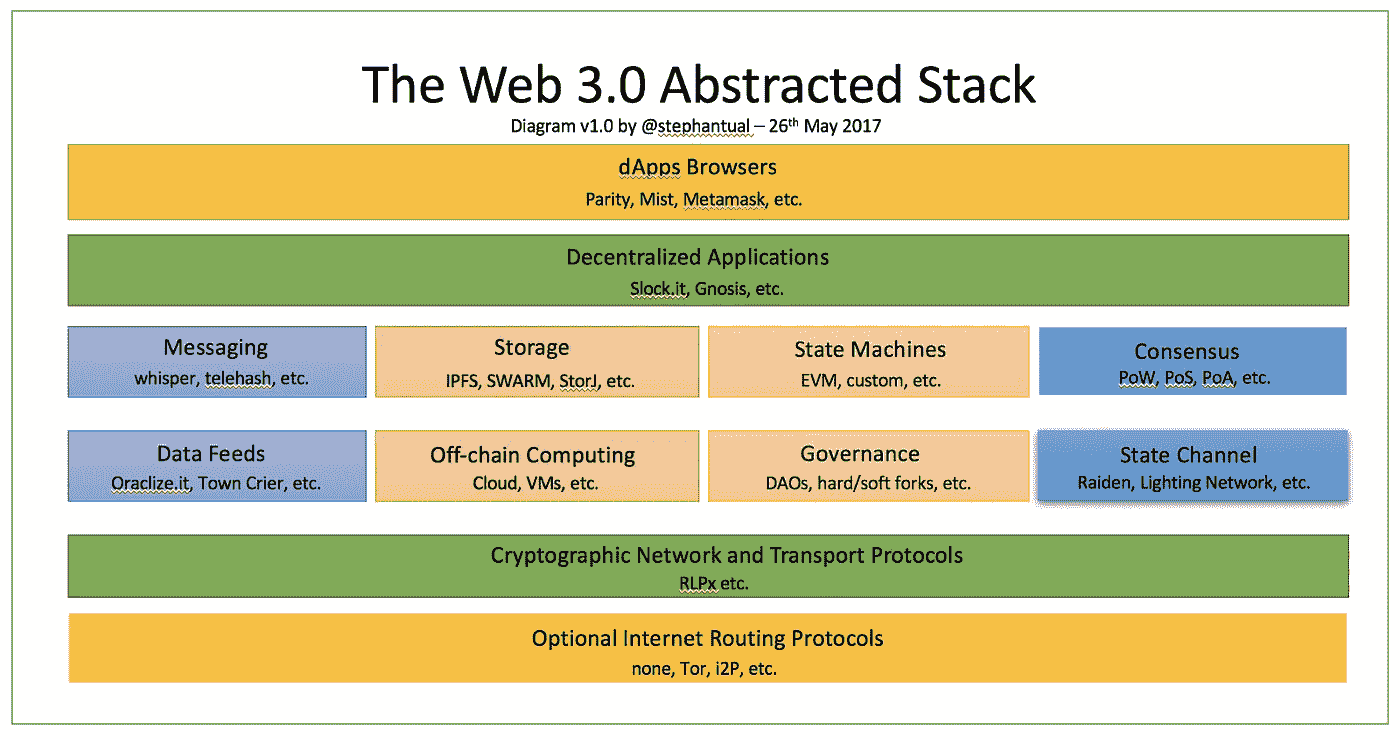 The Web 3.0 Abstracted Stack
Diagram v1.0 by @stephantual – 26th May 2017
dApps Browsers
Parity, Mist, Metamask, etc.
Decentralized Applications
Slock.it, Gnosis, etc.
Messaging
whisper, telehash, etc.
Storage
IPFS, SWARM, StorJ, etc.
State Machines
EVM, custom, etc.
Consensus
PoW, PoS, PoA, etc.
Data Feeds
Oraclize.it, Town Crier, etc.
Off-chain Computing
Cloud, VMs, etc.
Governance
DAOs, hard/soft forks, etc.
State Channel
Raiden, Lighting Network, etc.
Cryptographic Network and Transport Protocols
RLPx etc.
Optional Internet Routing Protocols
none, Tor, i2P, etc.